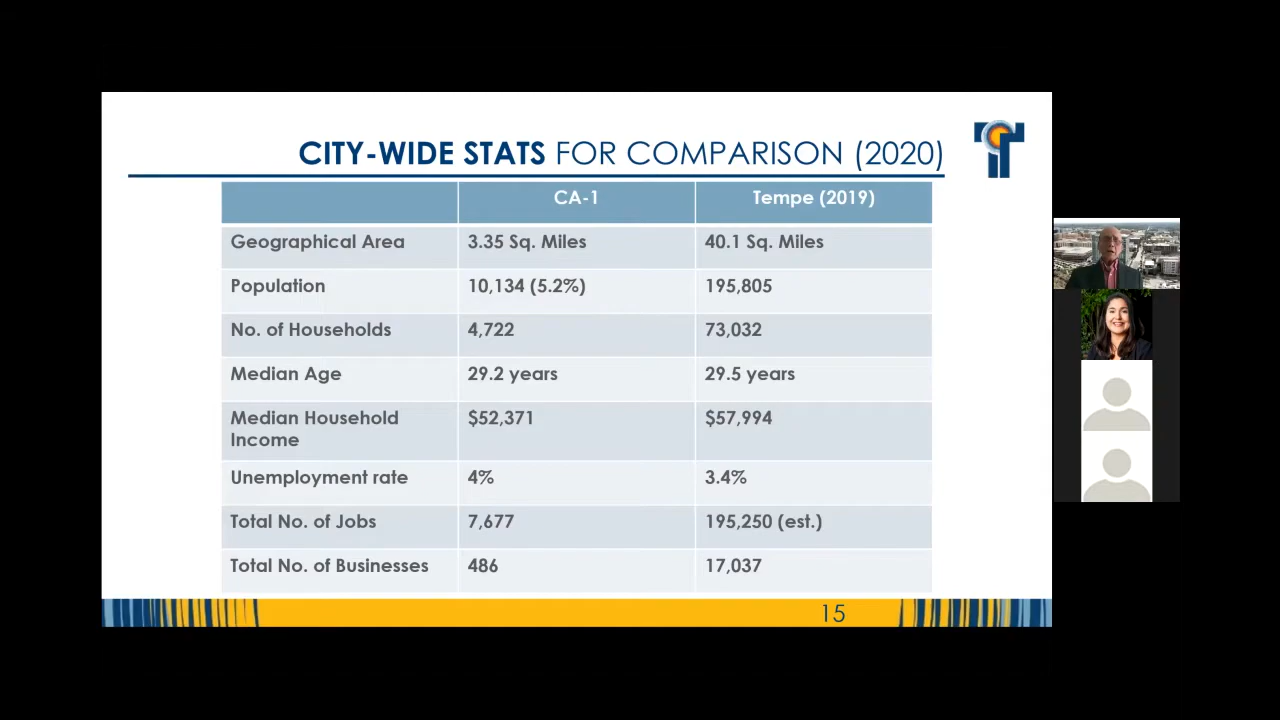 CITY-WIDE STATS FOR COMPARISON (2020)
CA-1 Tempe (2019)
Geographical Area 3.35 Sq. Miles 40.1 Sq. Miles
Population 10,134 (5.2%) 195,805
No. of Households 4,722 73,032
Median Age 29.2 years 29.5 years
Median Household Income $52,371 $57,994
Unemployment rate 4% 3.4%
Total No. of Jobs 7,677 195,250 (est.)
Total No. of Businesses 486 17,037
15